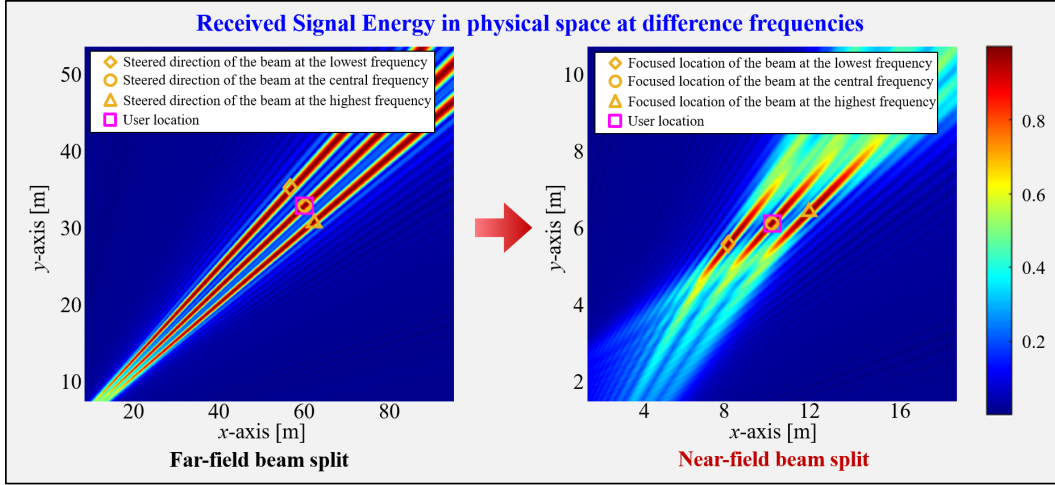 Received Signal Energy in physical space at difference frequencies
Steered direction of the beam at the lowest frequency
Steered direction of the beam at the central frequency
Steered direction of the beam at the highest frequency
User location
50
40
30
20
10
y-axis [m]
20
40
60
80
x-axis [m]
Far-field beam split
Focused location of the beam at the lowest frequency
Focused location of the beam at the central frequency
Focused location of the beam at the highest frequency
User location
10
8
6
4
2
y-axis [m]
4
8
12
16
x-axis [m]
Near-field beam split
0.8
0.6
0.4
0.2